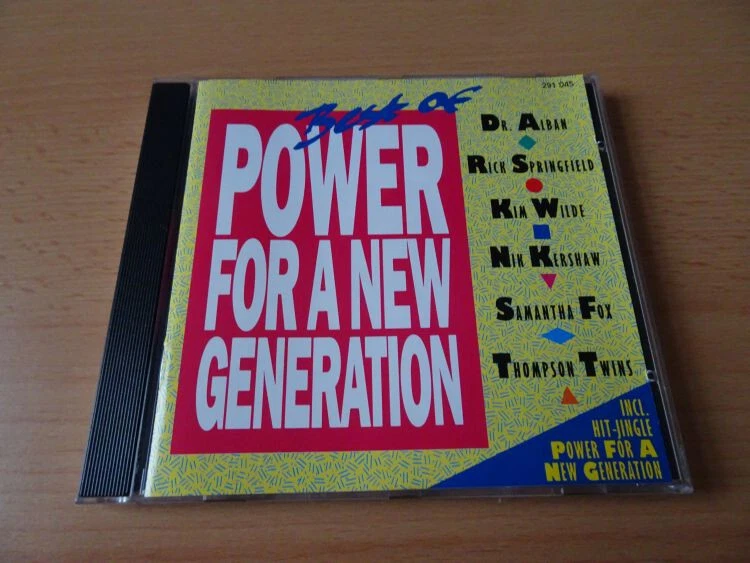 291 045
Best of
POWER
FOR A NEW
GENERATION
DR. ALBAN
RICH SPRINGFIELD
KIM WILDE
NIK KERSHAW
SAMANTHA FOX
THOMPSON TWINS
INCL.
HIT-JINGLE
POWER FOR A
NEW GENERATION